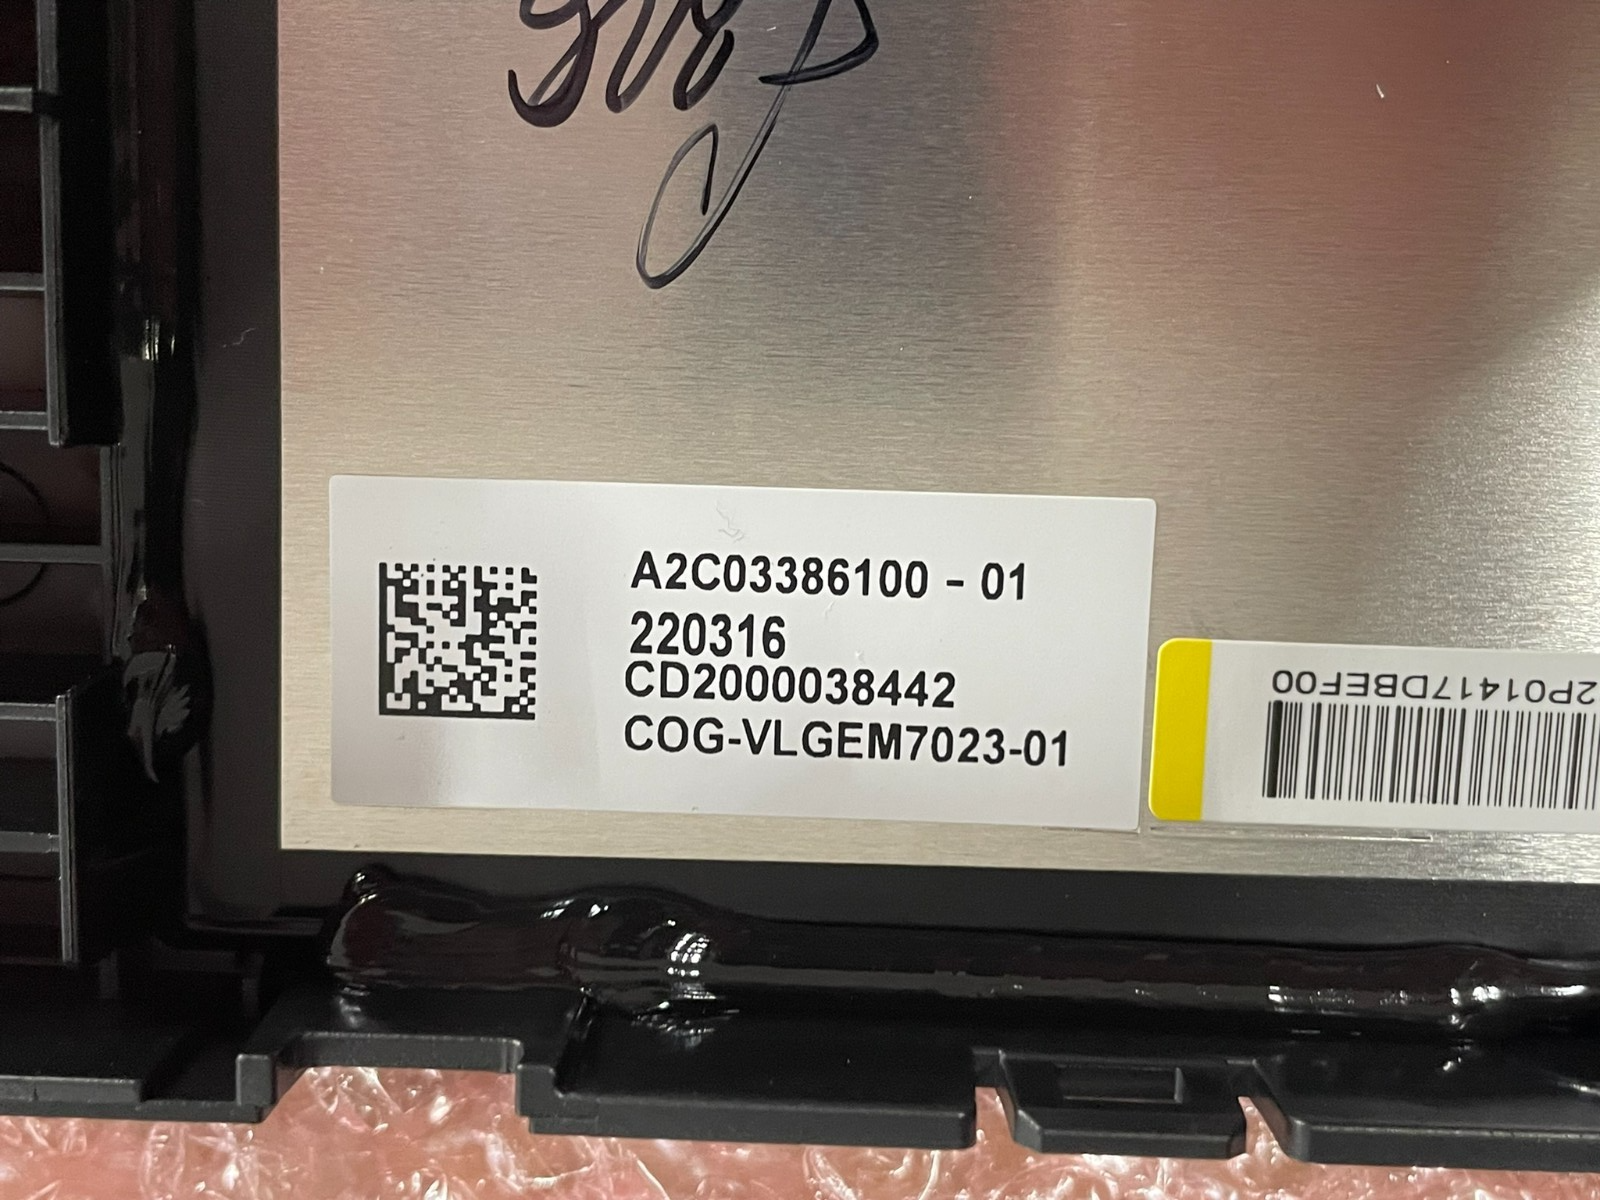 A2C03386100 - 01
220316
CD2000038442
COG-VLGEM7023-01
2P01417DBEF00